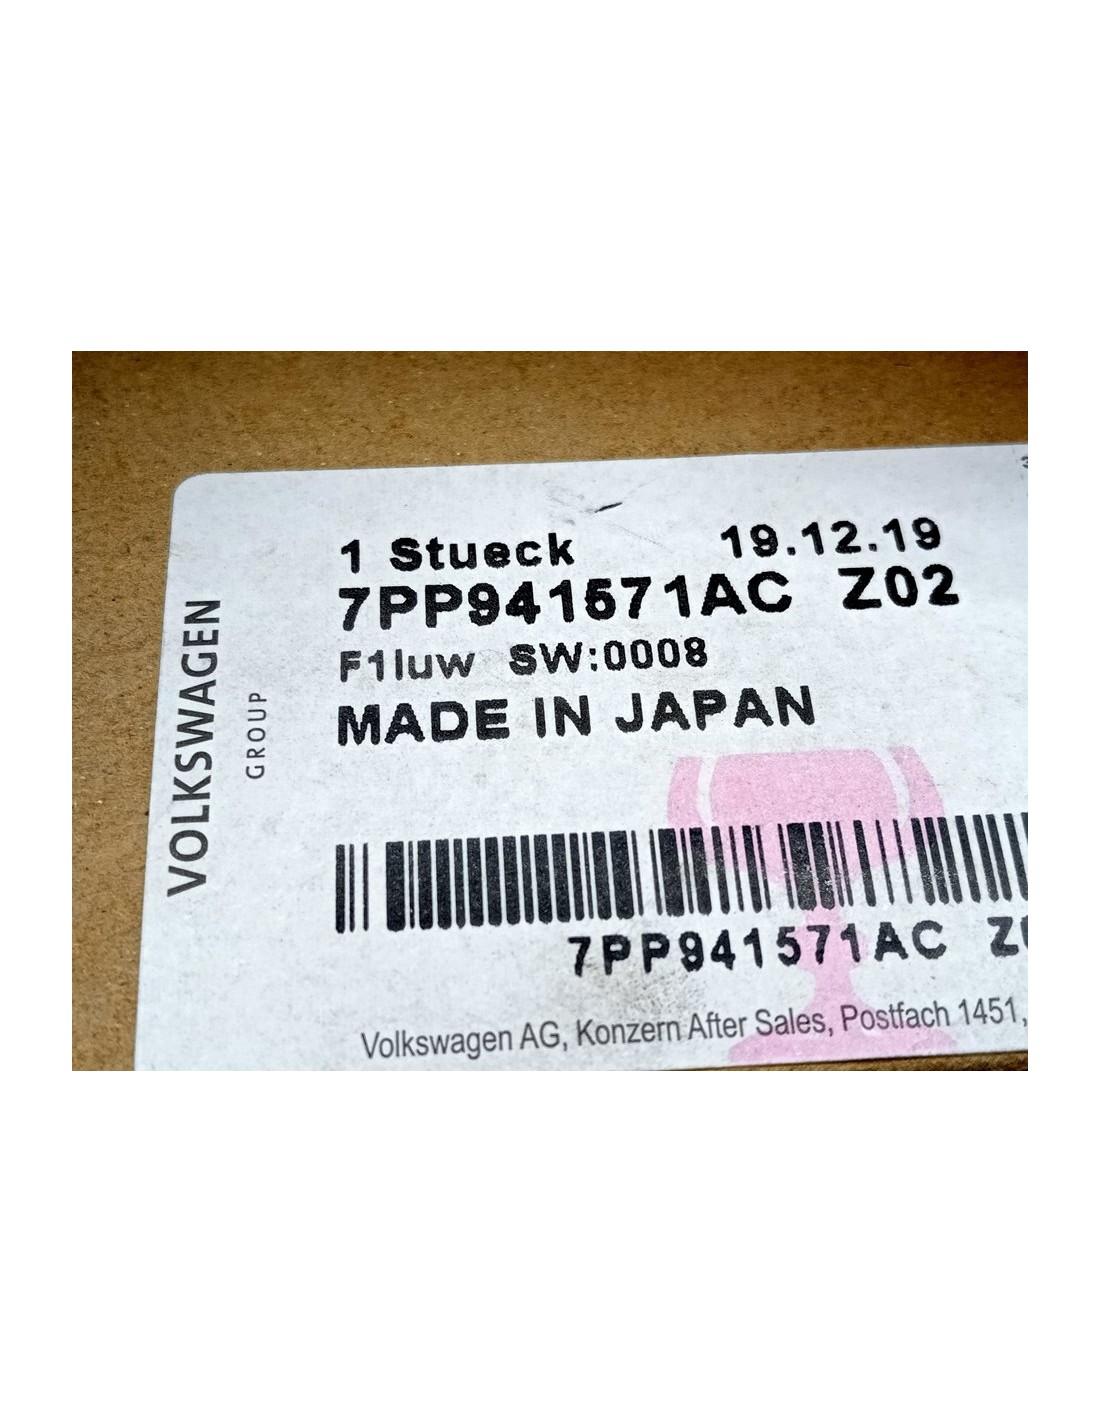 VOLKSWAGEN
GROUP
1 Stueck 19.12.19
7PP941571AC Z02
F1luw SW:0008
MADE IN JAPAN
7PP941571AC
Volkswagen AG, Konzern After Sales, Postfach 1451,